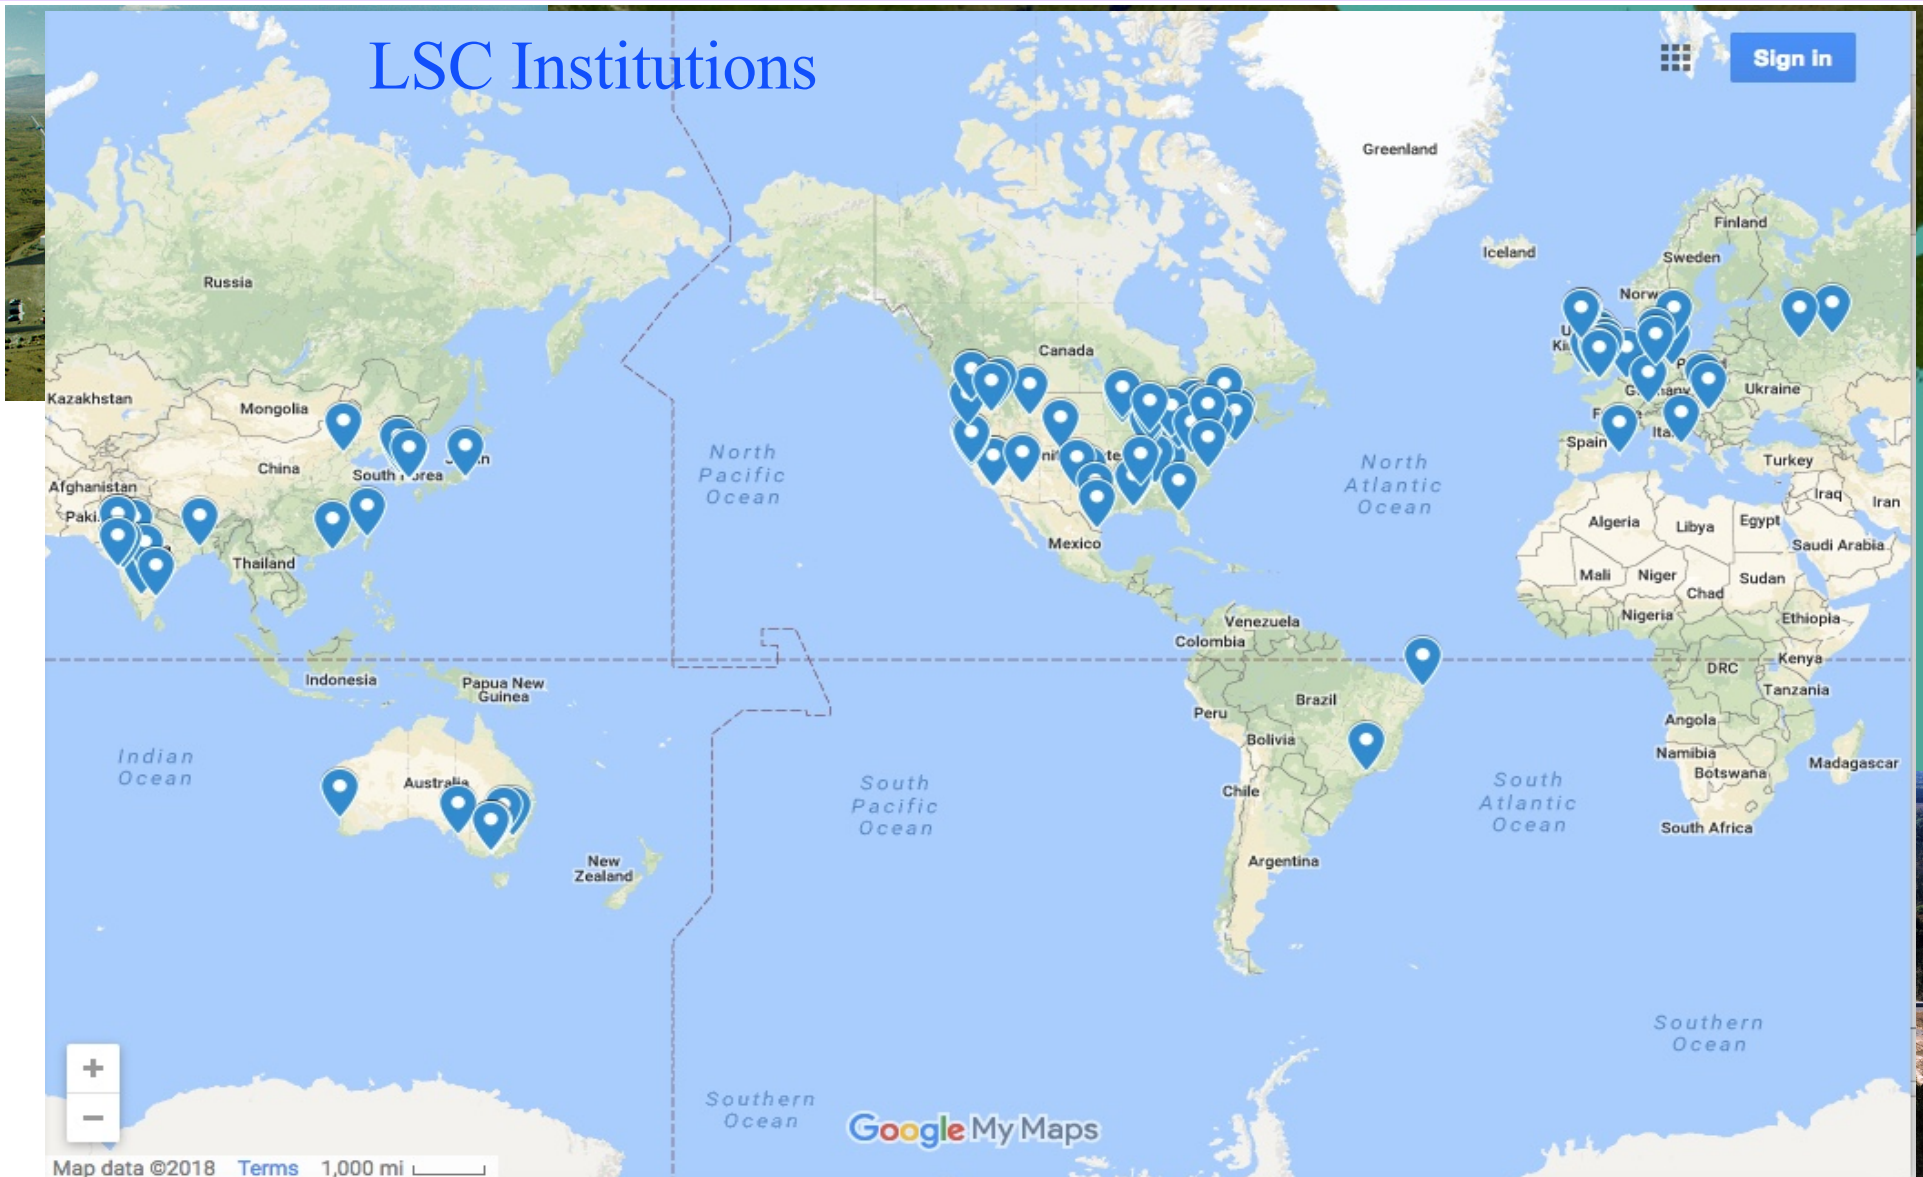 LSC Institutions
Sign in
Greenland
Finland
Iceland
Sweden
Russia
Canada
Kazakhstan
Mongolia
Ukraine
China
South
Spain
Afghanistan
Turkey
North
Pacific
Ocean
North
Atlantic
Ocean
Iraq
Iran
Algeria
Libya
Egypt
Saudi Arabia
Mexico
Thailand
Mali
Niger
Chad
Sudan
Nigeria
Ethiopia
Venezuela
Colombia
DRC
Kenya
Indonesia
Papua New
Guinea
Tanzania
Brazil
Peru
Angola
Bolivia
Namibia
Botswana
Madagascar
Indian
Ocean
Australia
South
Pacific
Ocean
Chile
South
Atlantic
Ocean
South Africa
New
Zealand
Argentina
Southern
Ocean
Southern
Ocean
Google My Maps
+
−
Map data ©2018 Terms 1,000 mi